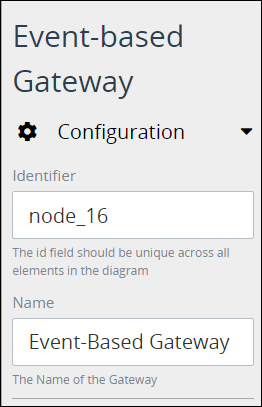 Event-based
Gateway
Configuration
Identifier
node_16
The id field should be unique across all
elements in the diagram
Name
Event-Based Gateway
The Name of the Gateway